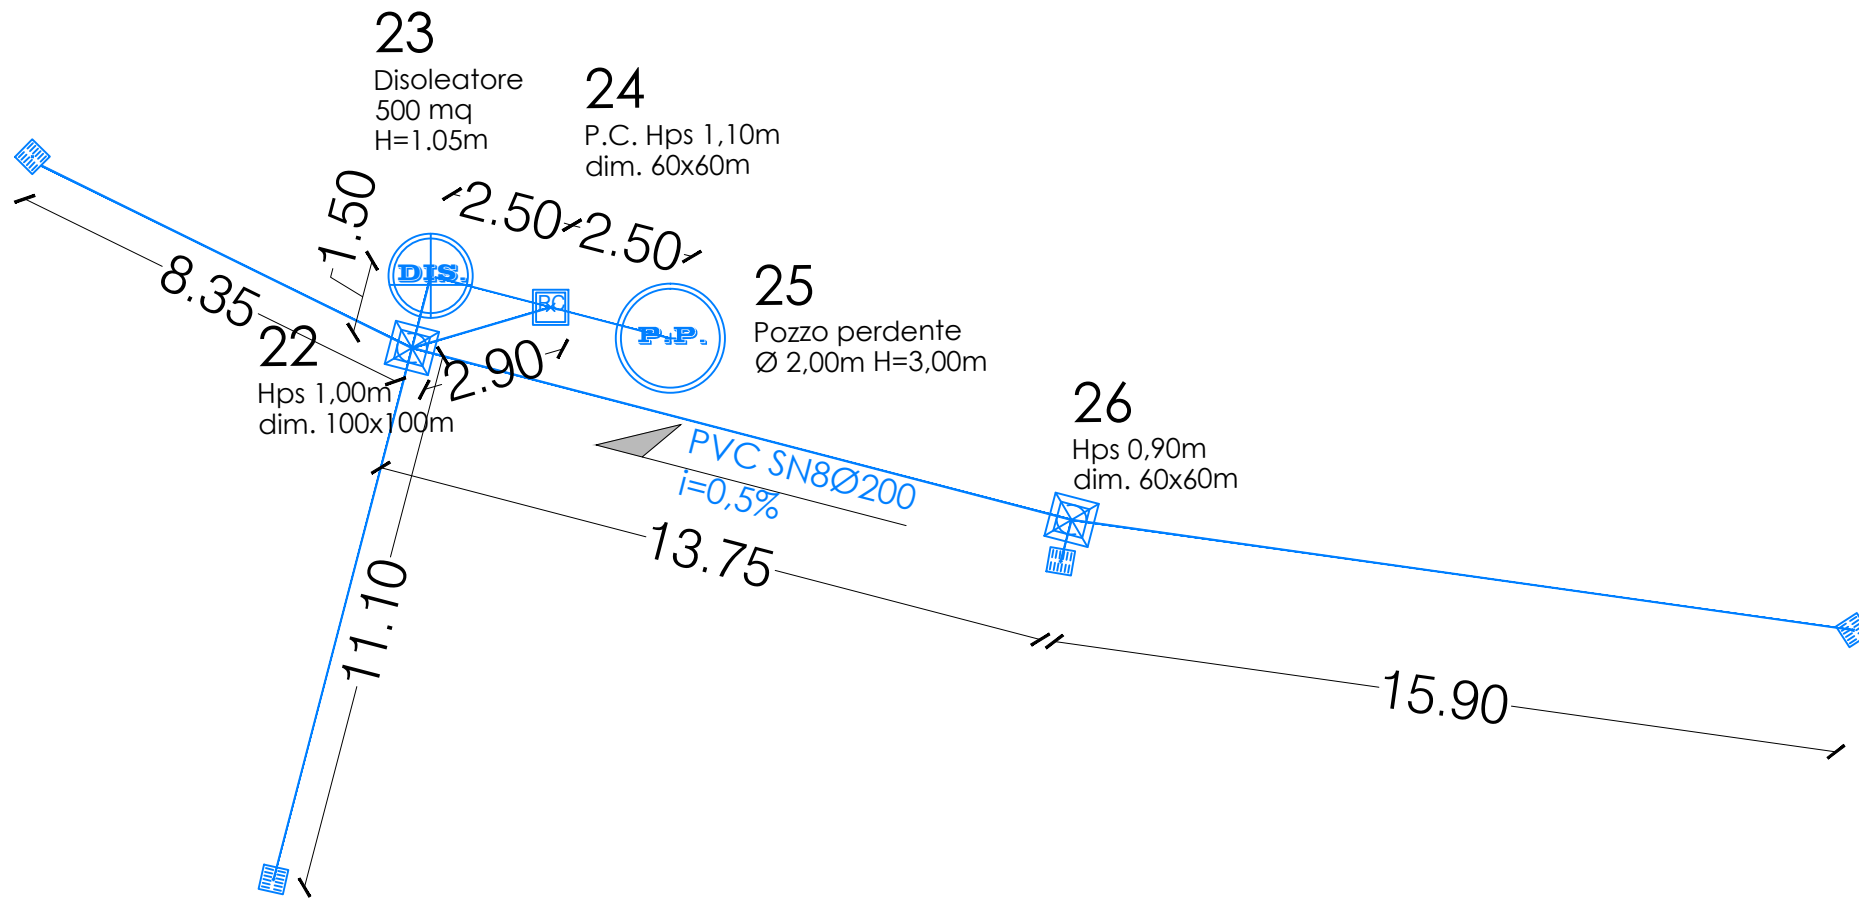 23
Disoleatore
500 mq
H=1.05m
24
P.C. Hps 1,10m
dim. 60x60m
1.50
2.50
2.50
DIS.
PC
P.P.
25
Pozzo perdente
Ø 2,00m H=3,00m
8.35
22
Hps 1,00m
dim. 100x100m
2.90
26
Hps 0,90m
dim. 60x60m
PVC SN8Ø200
i=0,5%
13.75
11.10
15.90